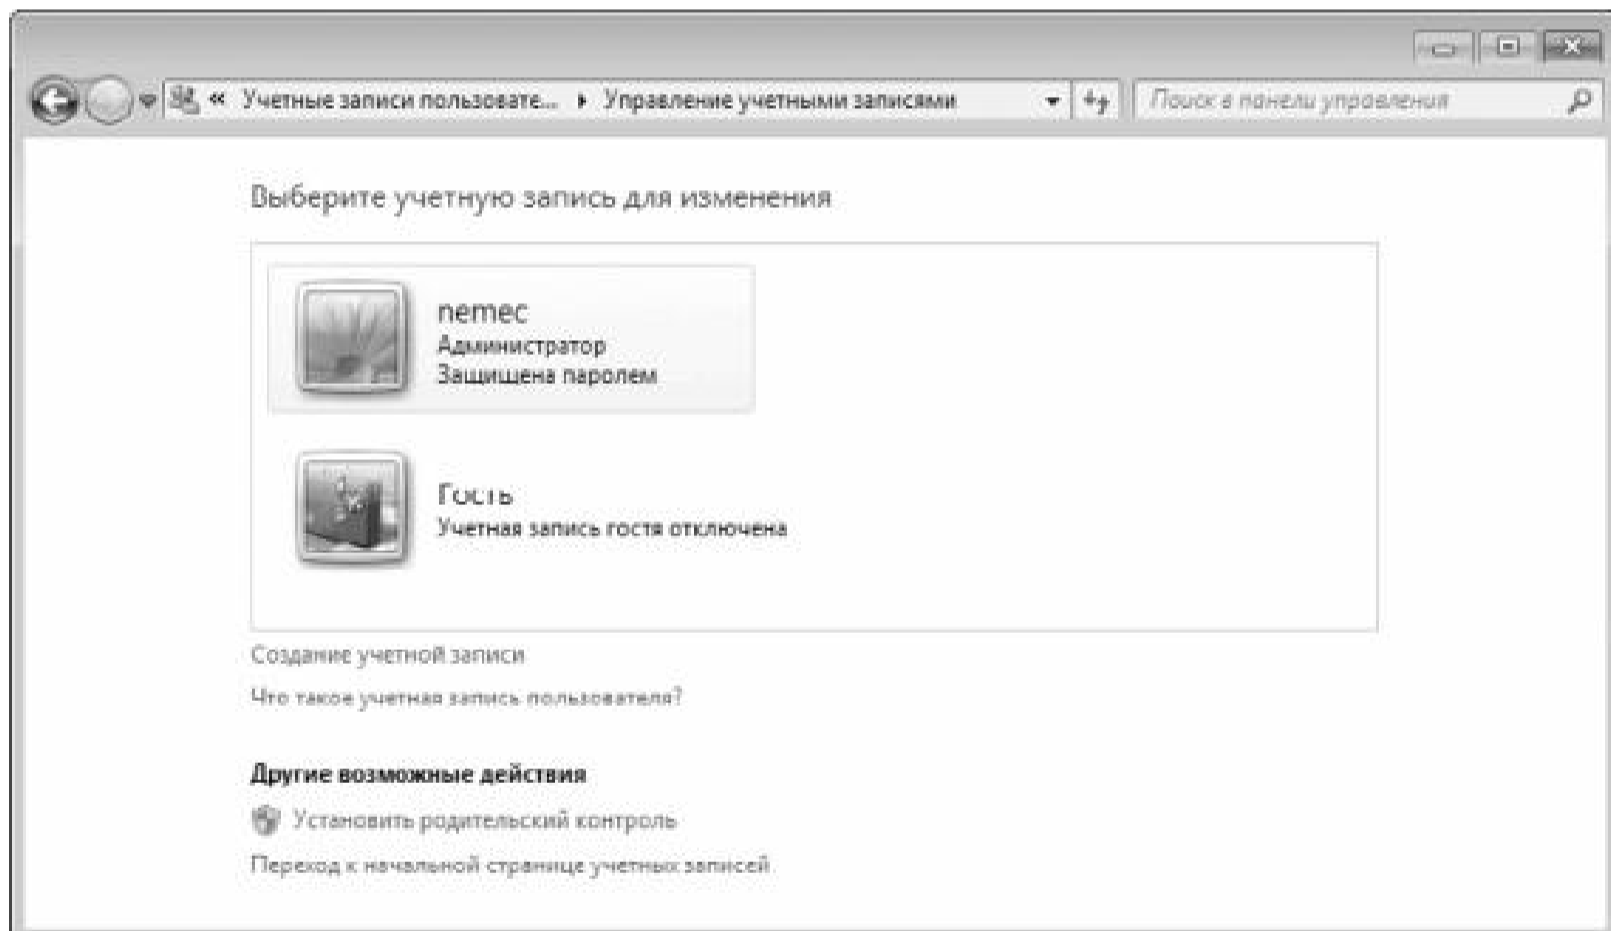 « Учетные записи пользовате... ▸ Управление учетными записями
Поиск в панели управления
Выберите учетную запись для изменения
nemec
Администратор
Защищена паролем
Гость
Учетная запись гостя отключена
Создание учетной записи
Что такое учетная запись пользователя?
Другие возможные действия
Установить родительский контроль
Переход к начальной странице учетных записей